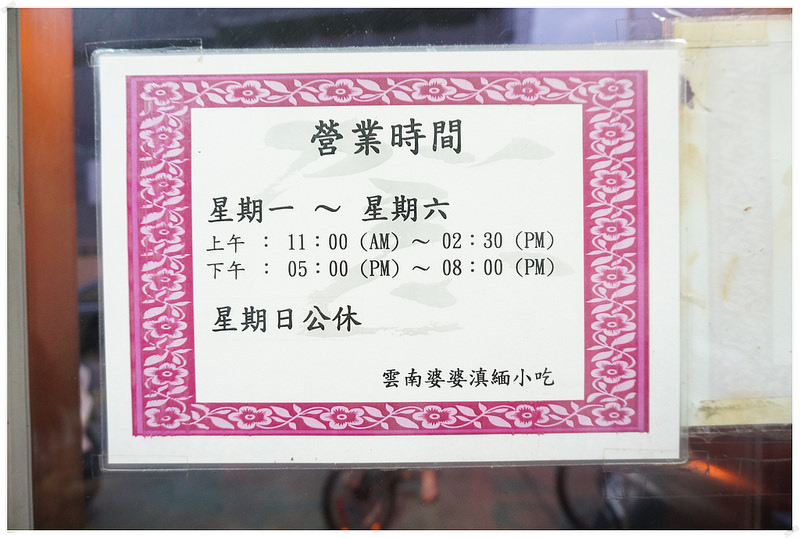 營業時間
星期一 ～ 星期六
上午 ： 11：00 (AM) ～ 02：30 (PM)
下午 ： 05：00 (PM) ～ 08：00 (PM)
星期日公休
雲南婆婆滇緬小吃